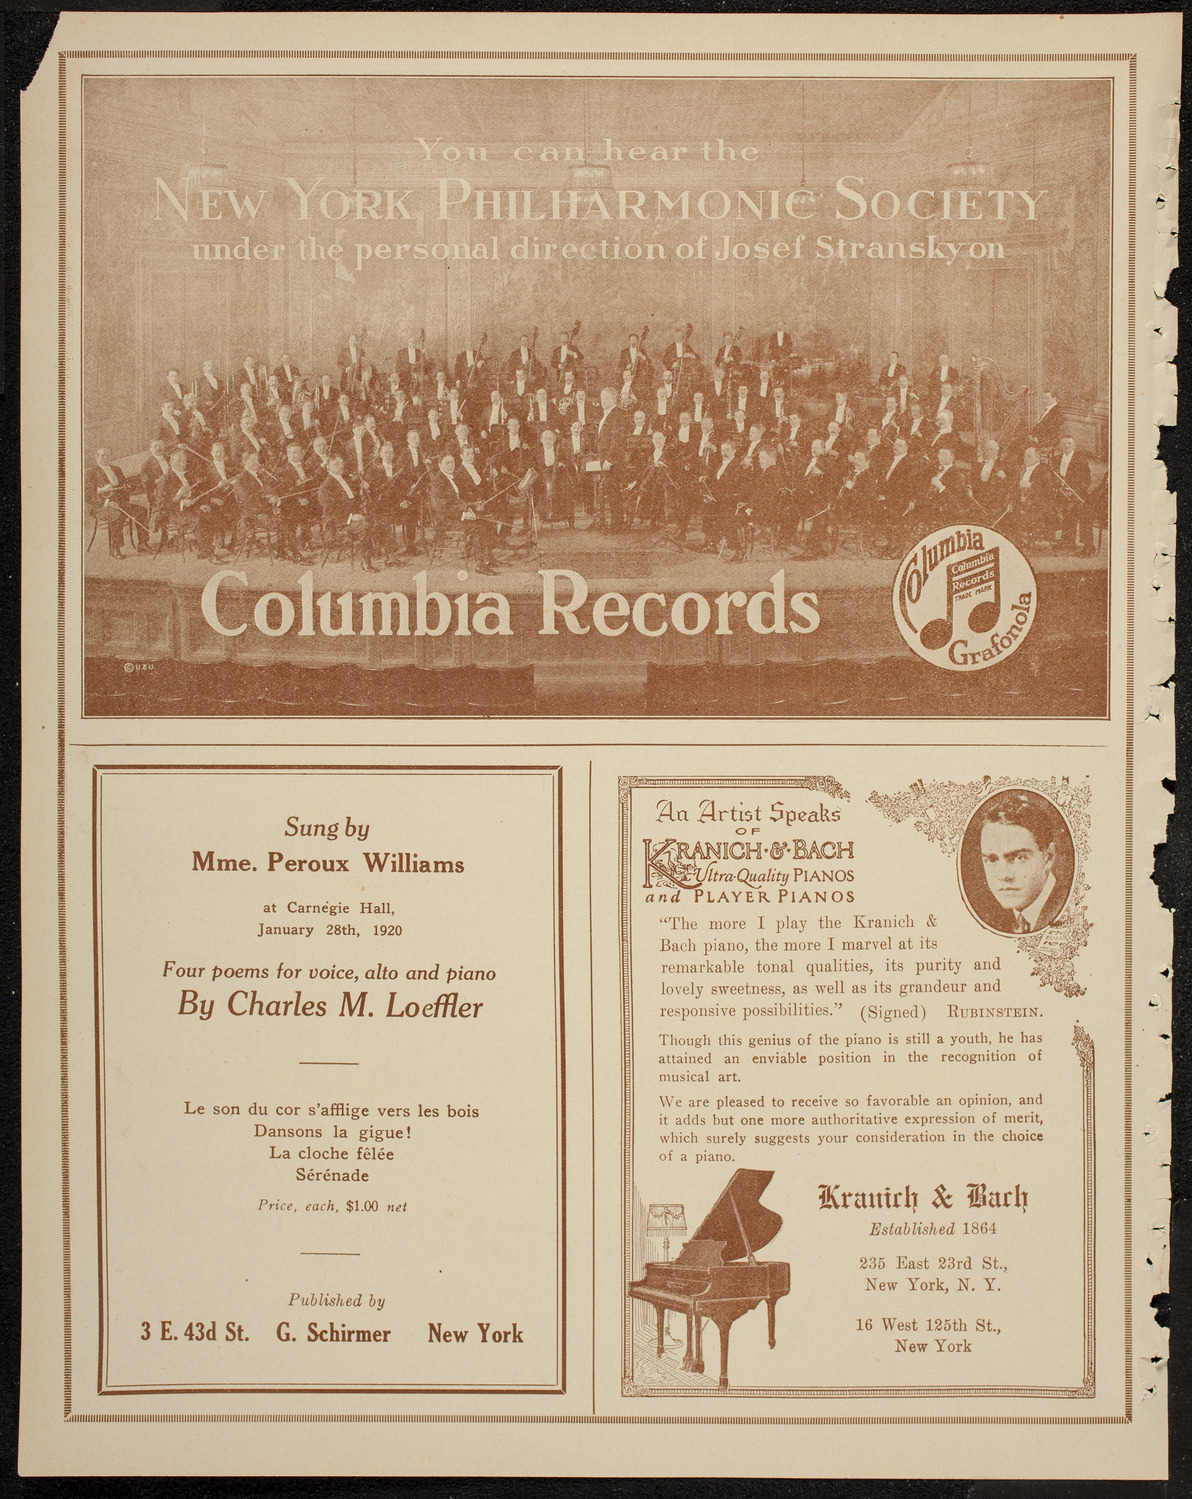 You can hear the
NEW YORK PHILHARMONIC SOCIETY
under the personal direction of Josef Stransky on
Columbia Records
Columbia
Columbia
Records
TRADE MARK
Grafonola
Sung by
Mme. Peroux Williams
at Carnegie Hall,
January 28th, 1920
Four poems for voice, alto and piano
By Charles M. Loeffler
Le son du cor s'afflige vers les bois
Dansons la gigue!
La cloche fêlée
Sérénade
Price, each, $1.00 net
Published by
3 E. 43d St. G. Schirmer New York
An Artist Speaks
OF
KRANICH·&·BACH
Ultra-Quality PIANOS
and PLAYER PIANOS
"The more I play the Kranich &
Bach piano, the more I marvel at its
remarkable tonal qualities, its purity and
lovely sweetness, as well as its grandeur and
responsive possibilities." (Signed) RUBINSTEIN.
Though this genius of the piano is still a youth, he has
attained an enviable position in the recognition of
musical art.
We are pleased to receive so favorable an opinion, and
it adds but one more authoritative expression of merit,
which surely suggests your consideration in the choice
of a piano.
Kranich & Bach
Established 1864
235 East 23rd St.,
New York, N. Y.
16 West 125th St.,
New York